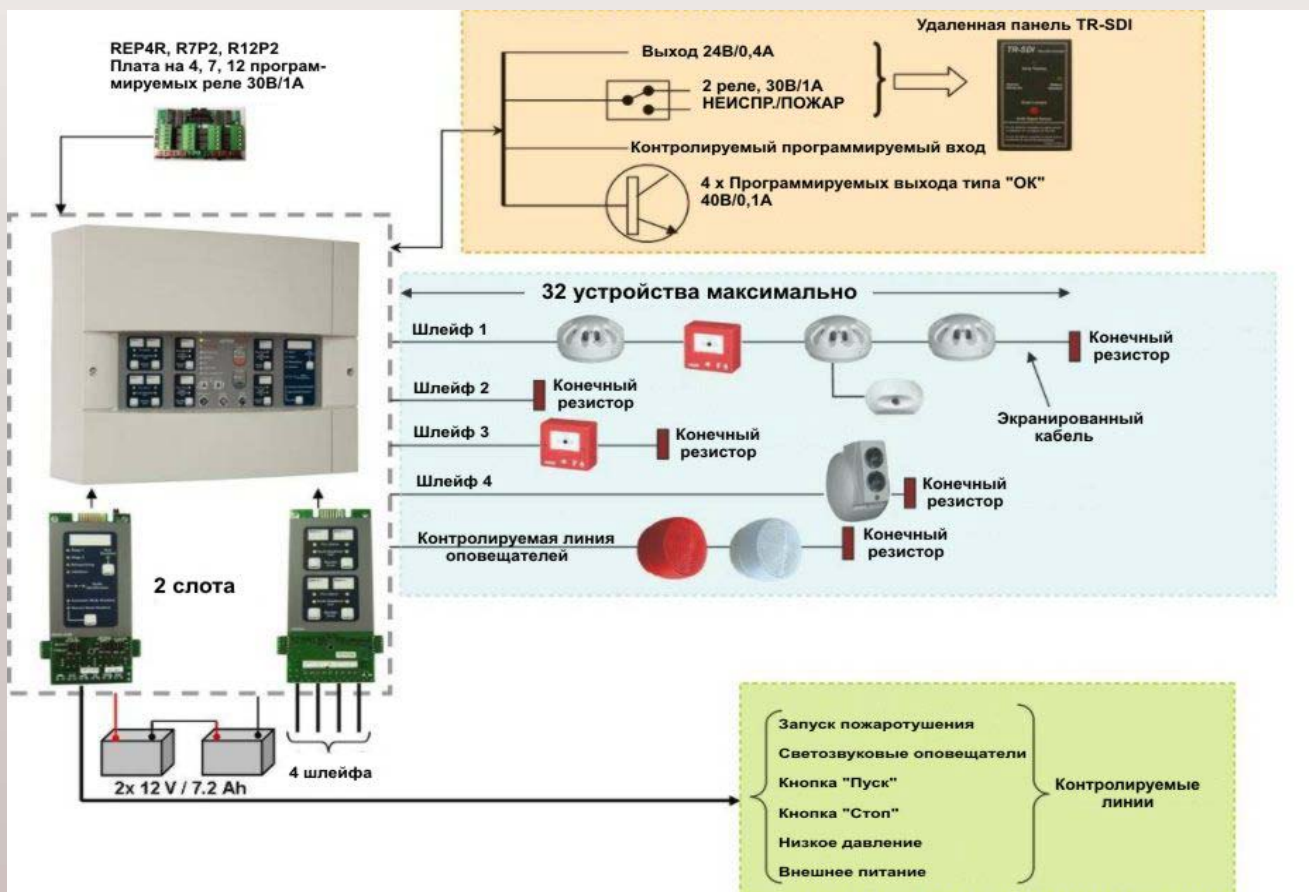 REP4R, R7P2, R12P2
Плата на 4, 7, 12 програм-
мируемых реле 30В/1А
Удаленная панель TR-SDI
Выход 24В/0,4А
2 реле, 30В/1А
НЕИСПР./ПОЖАР
TR-SDI
Контролируемый программируемый вход
4 x Програмируемых выхода типа "ОК"
40В/0,1А
32 устройства максимально
Шлейф 1
Конечный
резистор
Шлейф 2
Конечный
резистор
Экранированный
кабель
Шлейф 3
Конечный
резистор
Шлейф 4
Конечный
резистор
Контролируемая линия
оповещателей
Конечный
резистор
2 слота
4 шлейфа
2x 12 V / 7.2 Ah
Запуск пожаротушения
Светозвуковые оповещатели
Кнопка "Пуск"
Кнопка "Стоп"
Низкое давление
Внешнее питание
Контролируемые
линии